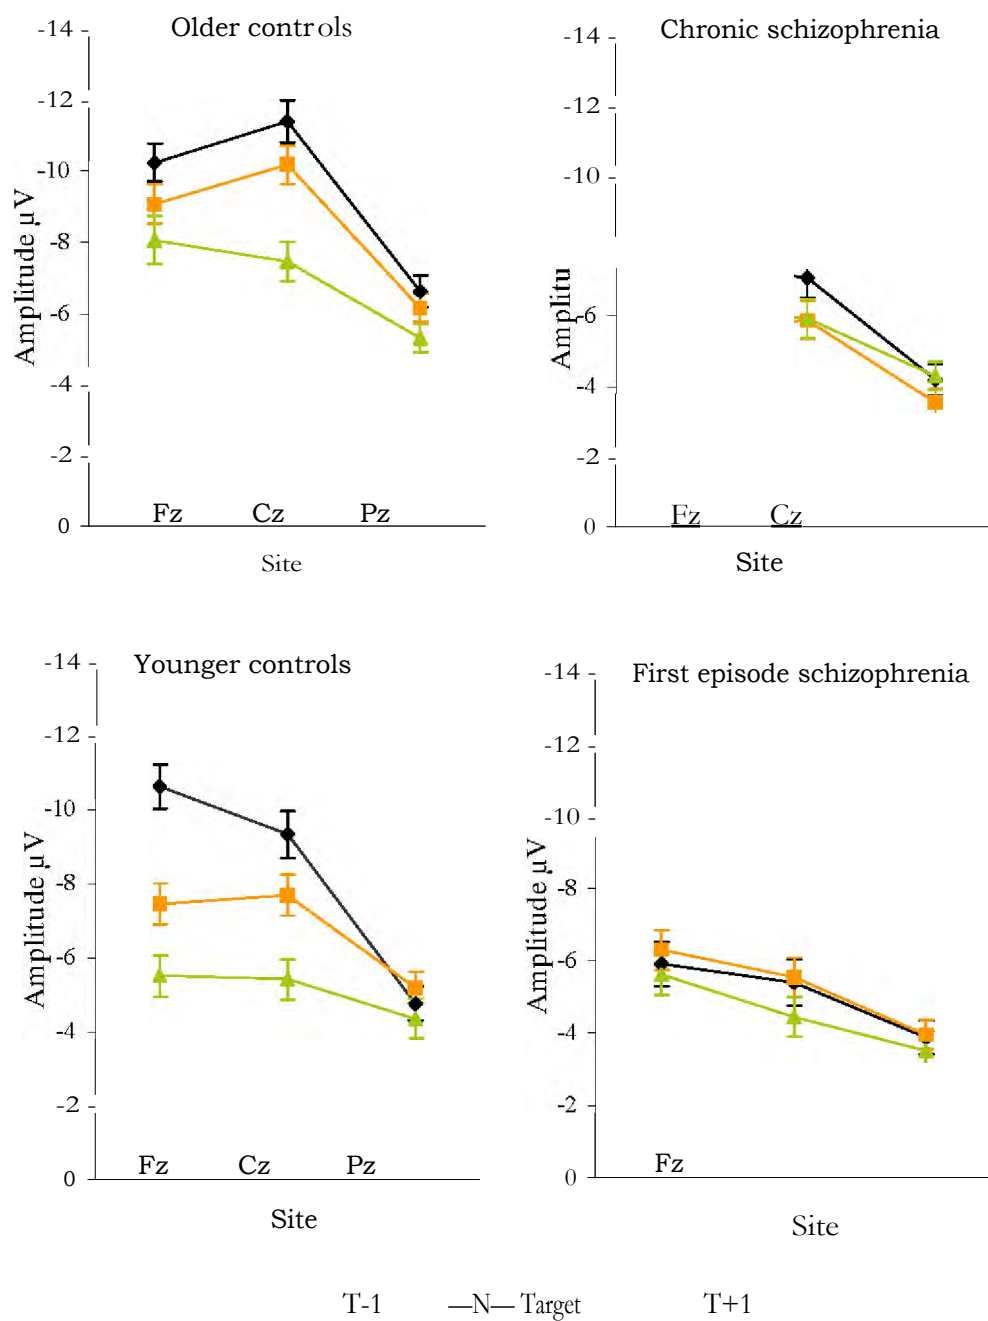 Older controls
-14
-12
-10
-8
-6
-4
-2
0
Amplitude µV
Fz Cz Pz
Site
Chronic schizophrenia
-14
-12
-10
-6
-4
-2
0
Amplitu
Fz Cz
Site
Younger controls
-14
-12
-10
-8
-6
-4
-2
0
Amplitude µV
Fz Cz Pz
Site
First episode schizophrenia
-14
-12
-10
-8
-6
-4
-2
0
Amplitude µV
Fz
Site
T-1 —N— Target T+1